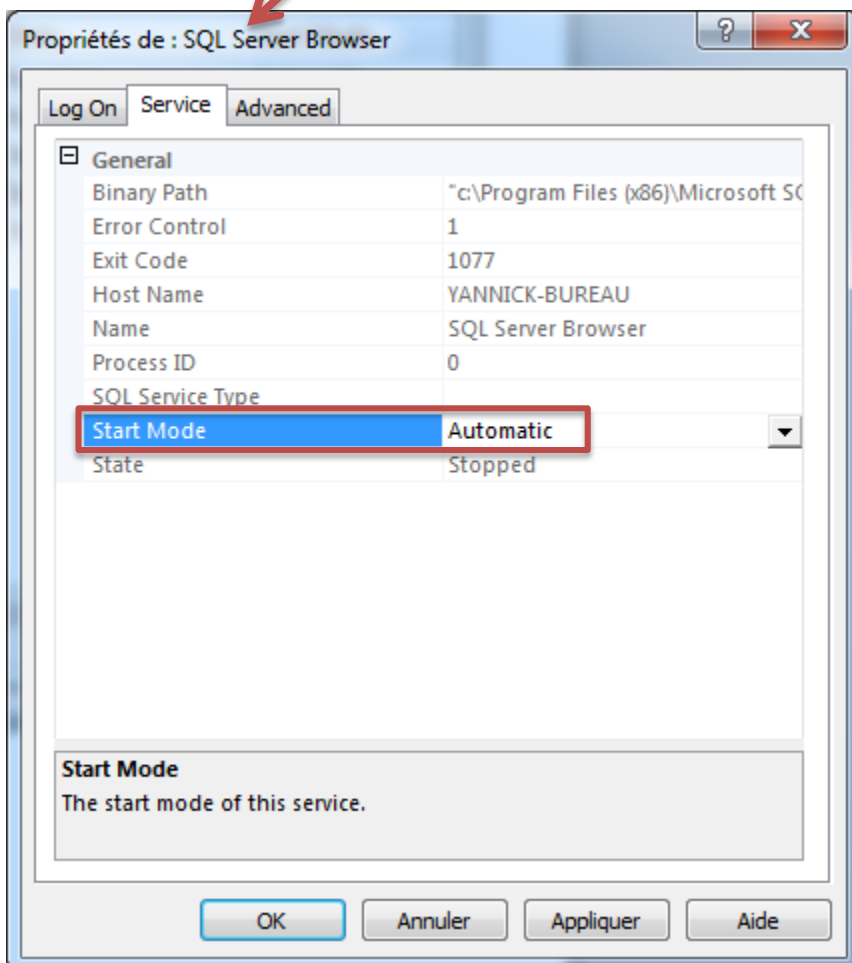 Propriétés de : SQL Server Browser
Log On Service Advanced
General
Binary Path "c:\Program Files (x86)\Microsoft
Error Control 1
Exit Code 1077
Host Name YANNICK-BUREAU
Name SQL Server Browser
Process ID 0
SQL Service Type
Start Mode Automatic
State Stopped
Start Mode
The start mode of this service.
OK Annuler Appliquer Aide